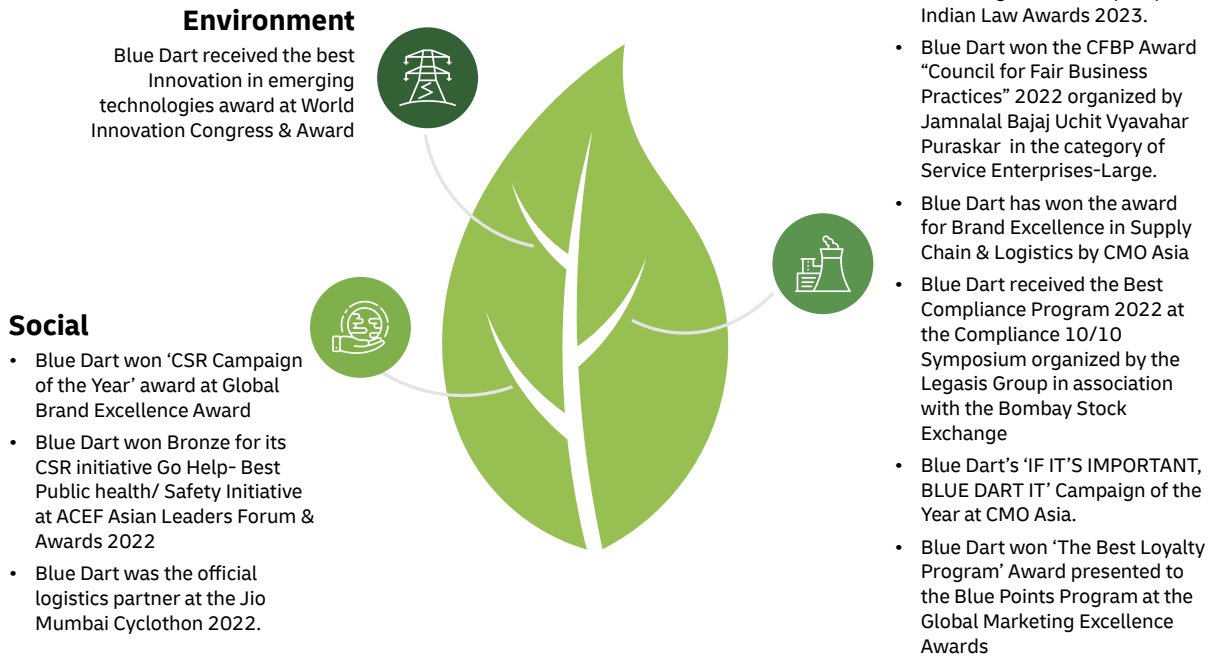 Environment
Blue Dart received the best
Innovation in emerging
technologies award at World
Innovation Congress & Award
Social
• Blue Dart won ‘CSR Campaign
of the Year’ award at Global
Brand Excellence Award
• Blue Dart won Bronze for its
CSR initiative Go Help- Best
Public health/ Safety Initiative
at ACEF Asian Leaders Forum &
Awards 2022
• Blue Dart was the official
logistics partner at the Jio
Mumbai Cyclothon 2022.
Indian Law Awards 2023.
• Blue Dart won the CFBP Award
“Council for Fair Business
Practices” 2022 organized by
Jamnalal Bajaj Uchit Vyavahar
Puraskar in the category of
Service Enterprises-Large.
• Blue Dart has won the award
for Brand Excellence in Supply
Chain & Logistics by CMO Asia
• Blue Dart received the Best
Compliance Program 2022 at
the Compliance 10/10
Symposium organized by the
Legasis Group in association
with the Bombay Stock
Exchange
• Blue Dart’s ‘IF IT’S IMPORTANT,
BLUE DART IT’ Campaign of the
Year at CMO Asia.
• Blue Dart won ‘The Best Loyalty
Program’ Award presented to
the Blue Points Program at the
Global Marketing Excellence
Awards